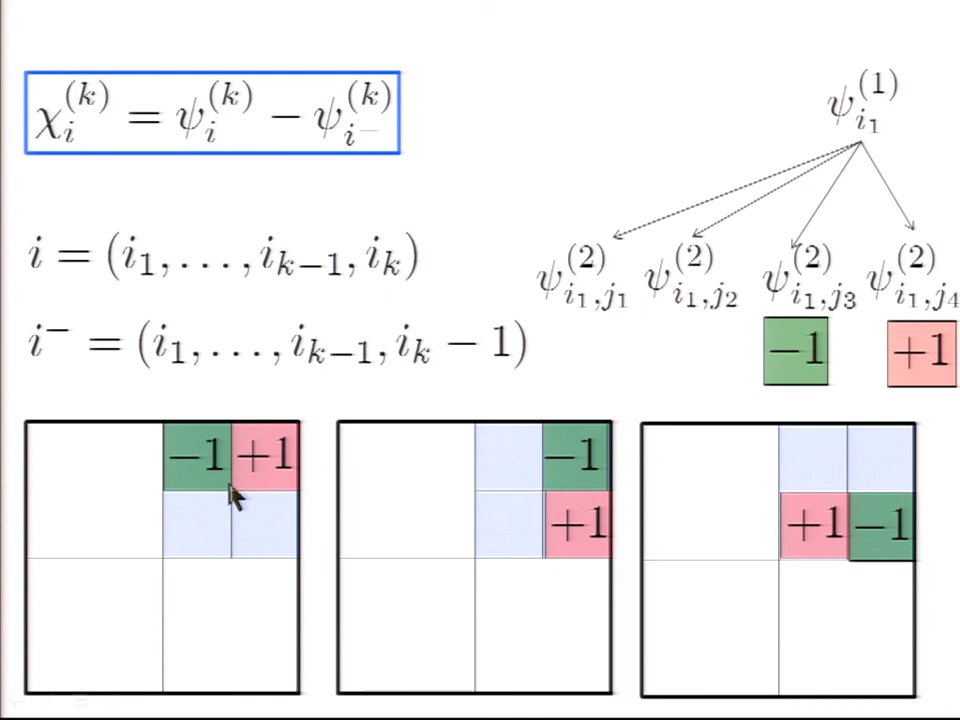 χ_i^{(k)} = ψ_i^{(k)} − ψ_{i^−}^{(k)}
ψ_{i_1}^{(1)}
i = (i_1, …, i_{k−1}, i_k)
ψ_{i_1,j_1}^{(2)} ψ_{i_1,j_2}^{(2)} ψ_{i_1,j_3}^{(2)} ψ_{i_1,j_4}^{(2)}
i^− = (i_1, …, i_{k−1}, i_k − 1)
−1 +1
−1 +1
−1
+1
+1 −1